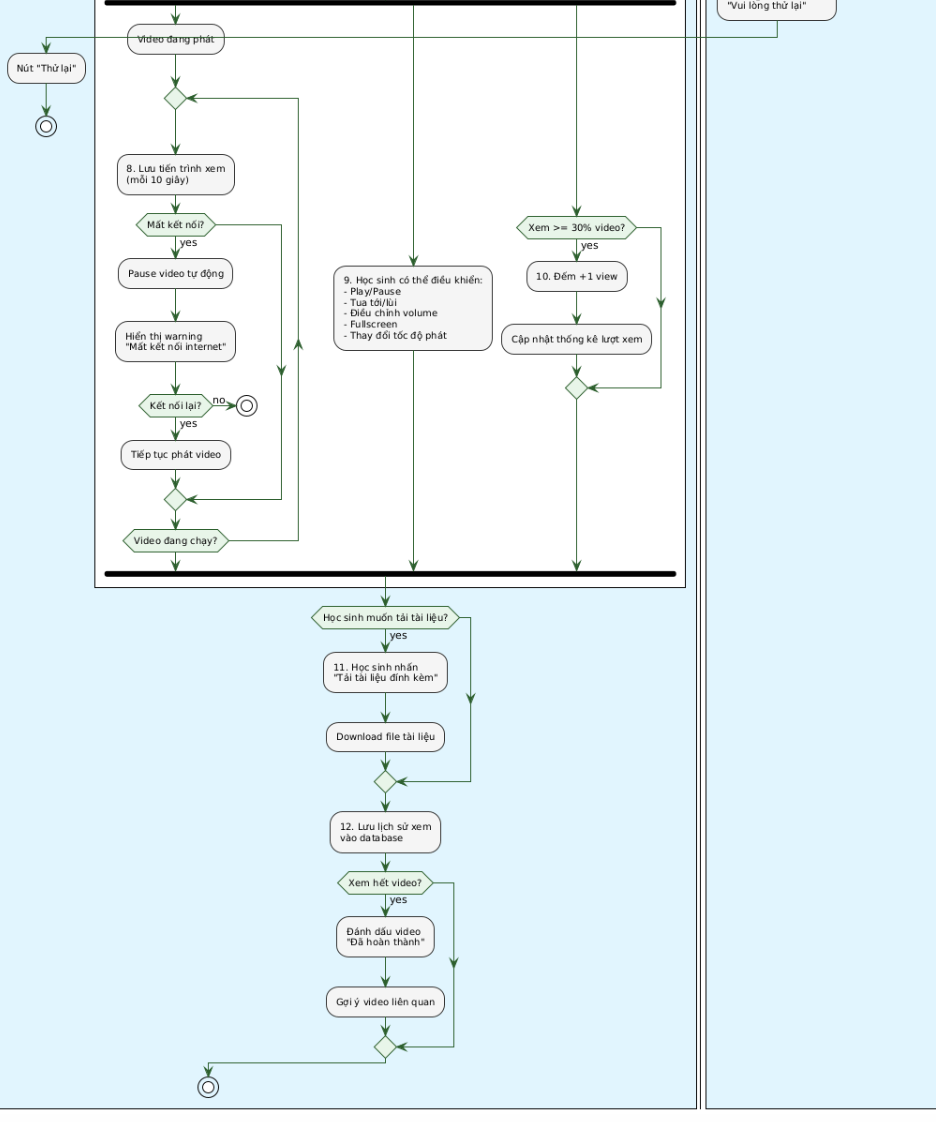 "Vui lòng thử lại"
Video đang phát
Nút "Thử lại"
8. Lưu tiến trình xem
(mỗi 10 giây)
Mất kết nối?
yes
Pause video tự động
Hiển thị warning
"Mất kết nối internet"
Kết nối lại?
no
yes
Tiếp tục phát video
Video đang chạy?
9. Học sinh có thể điều khiển:
- Play/Pause
- Tua tới/lùi
- Điều chỉnh volume
- Fullscreen
- Thay đổi tốc độ phát
Xem >= 30% video?
yes
10. Đếm +1 view
Cập nhật thống kê lượt xem
Học sinh muốn tải tài liệu?
yes
11. Học sinh nhấn
"Tải tài liệu đính kèm"
Download file tài liệu
12. Lưu lịch sử xem
vào database
Xem hết video?
yes
Đánh dấu video
"Đã hoàn thành"
Gợi ý video liên quan